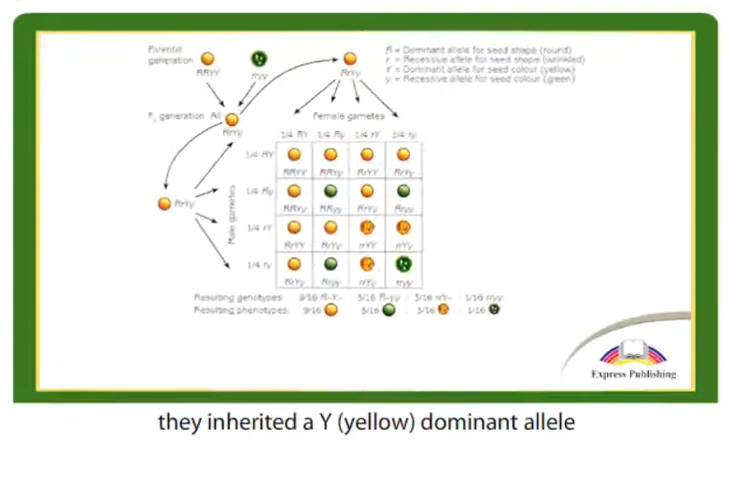 Parental
generation
RRYY
rryy
RrYy
R = Dominant allele for seed shape (round)
r = Recessive allele for seed shape (wrinkled)
Y = Dominant allele for seed colour (yellow)
y = Recessive allele for seed colour (green)
F1 generation All
RrYy
Female gametes
1/4 RY 1/4 Ry 1/4 rY 1/4 ry
Male gametes
RrYy
1/4 RY
RRYY RRYy RrYY RrYy
1/4 Ry
RRYy RRyy RrYy Rryy
1/4 rY
RrYY RrYy rrYY rrYy
1/4 ry
RrYy Rryy rrYy rryy
Resulting genotypes: 9/16 R-Y- : 3/16 R-yy : 3/16 rrY- : 1/16 rryy
Resulting phenotypes: 9/16 : 3/16 : 3/16 : 1/16
Express Publishing
they inherited a Y (yellow) dominant allele